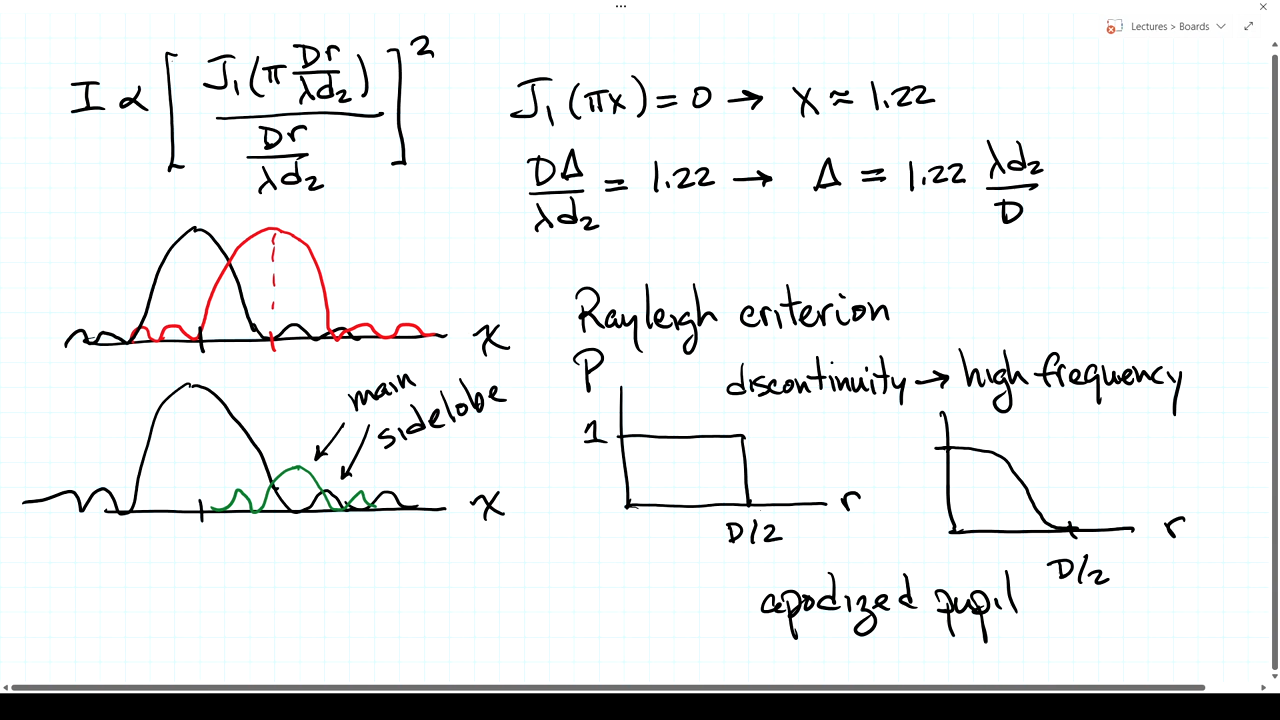 ...
Lectures > Boards
I ∝ [ J₁(π Dr/λd₂) / (Dr/λd₂) ]²
J₁(πx) = 0 → x ≈ 1.22
DΔ/λd₂ = 1.22 → Δ = 1.22 λd₂/D
x
Rayleigh criterion
main
sidelobe
x
P
discontinuity → high frequency
1
r
D/2
r
D/2
apodized pupil